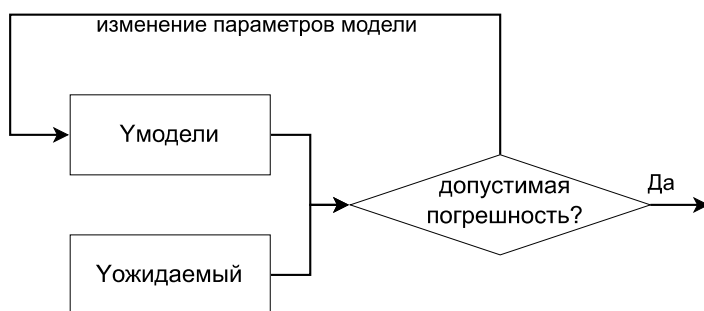 изменение параметров модели
Yмодели
допустимая
погрешность?
Да
Yожидаемый